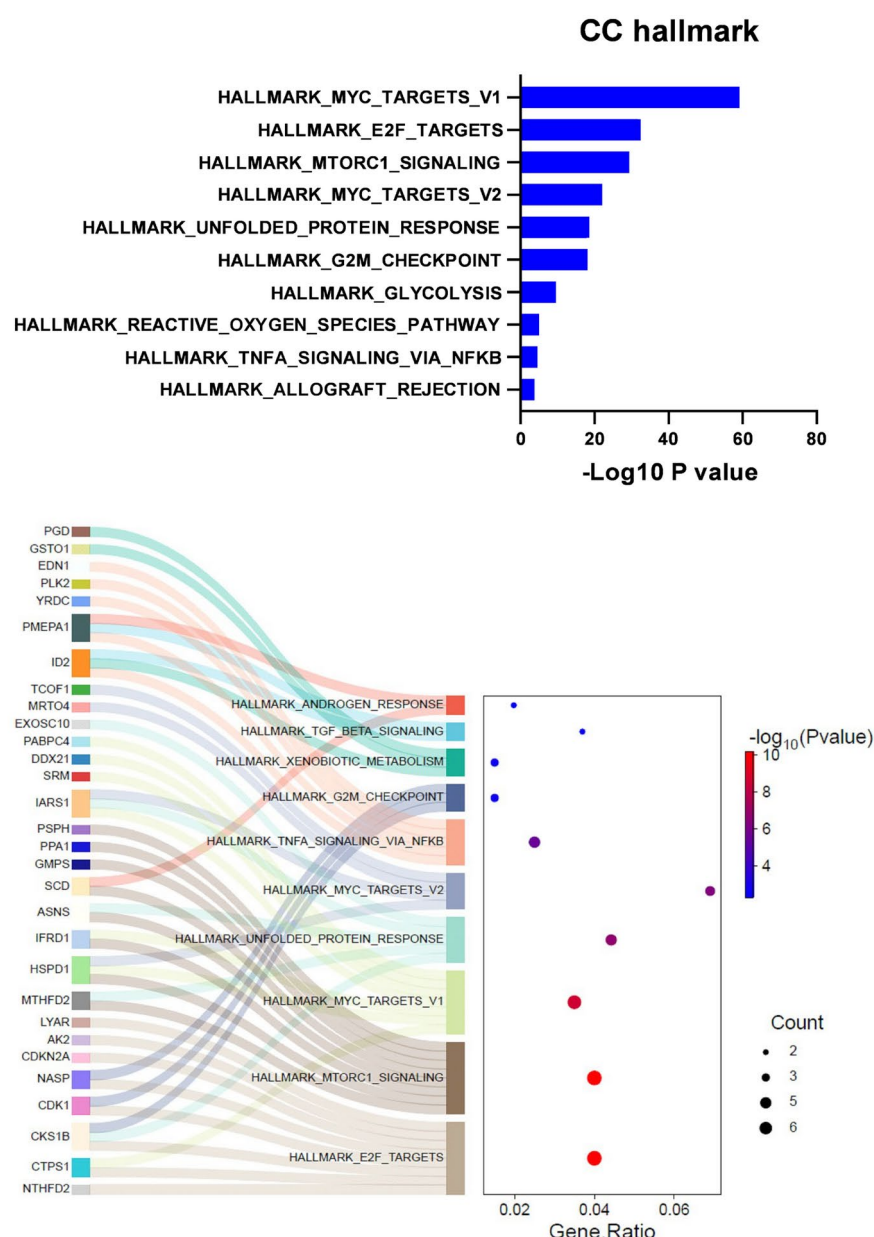 CC hallmark
HALLMARK_MYC_TARGETS_V1
HALLMARK_E2F_TARGETS
HALLMARK_MTORC1_SIGNALING
HALLMARK_MYC_TARGETS_V2
HALLMARK_UNFOLDED_PROTEIN_RESPONSE
HALLMARK_G2M_CHECKPOINT
HALLMARK_GLYCOLYSIS
HALLMARK_REACTIVE_OXYGEN_SPECIES_PATHWAY
HALLMARK_TNFA_SIGNALING_VIA_NFKB
HALLMARK_ALLOGRAFT_REJECTION
0 20 40 60 80
-Log10 P value
PGD
GSTO1
EDN1
PLK2
YRDC
PMEPA1
ID2
TCOF1
MRTO4
EXOSC10
PABPC4
DDX21
SRM
IARS1
PSPH
PPA1
GMPS
SCD
ASNS
IFRD1
HSPD1
MTHFD2
LYAR
AK2
CDKN2A
NASP
CDK1
CKS1B
CTPS1
NTHFD2
HALLMARK_ANDROGEN_RESPONSE
HALLMARK_TGF_BETA_SIGNALING
HALLMARK_XENOBIOTIC_METABOLISM
HALLMARK_G2M_CHECKPOINT
HALLMARK_TNFA_SIGNALING_VIA_NFKB
HALLMARK_MYC_TARGETS_V2
HALLMARK_UNFOLDED_PROTEIN_RESPONSE
HALLMARK_MYC_TARGETS_V1
HALLMARK_MTORC1_SIGNALING
HALLMARK_E2F_TARGETS
0.02 0.04 0.06
Gene.Ratio
-log10(Pvalue)
10
8
6
4
Count
2
3
5
6